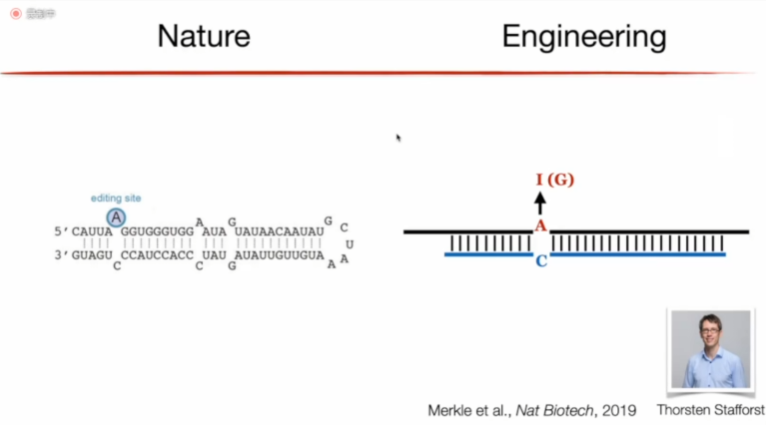 Nature
Engineering
editing site
A
A G G C
5' CAUUA GGUGGGUGG AUA UAUAACAAUAU
U
3' GUAGU CCAUCCACC UAU AUAUUGUUGUA
C C G A A
I (G)
A
C
Merkle et al., Nat Biotech, 2019
Thorsten Stafforst